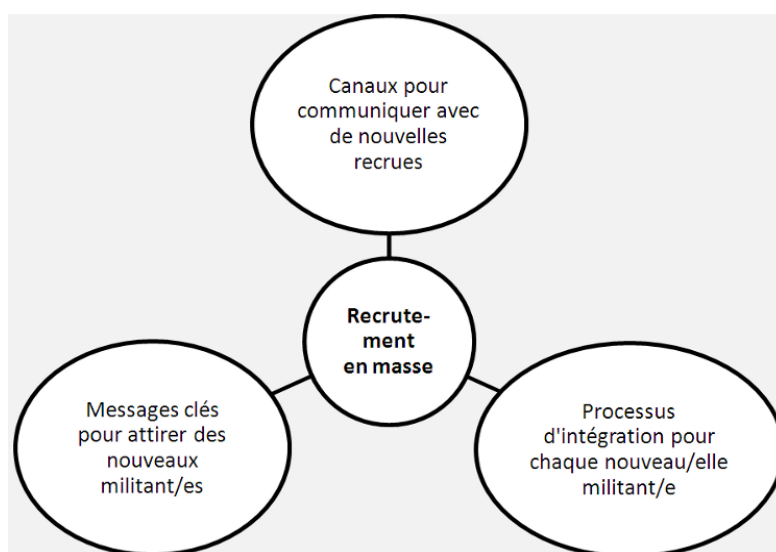 Canaux pour
communiquer avec
de nouvelles
recrues
Recrute-
ment
en masse
Messages clés
pour attirer des
nouveaux
militant/es
Processus
d'intégration pour
chaque nouveau/elle
militant/e